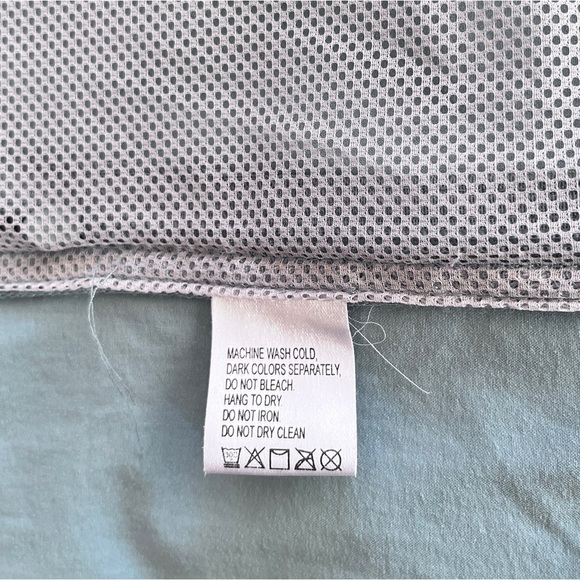 MACHINE WASH COLD,
DARK COLORS SEPARATELY,
DO NOT BLEACH.
HANG TO DRY.
DO NOT IRON.
DO NOT DRY CLEAN
30°